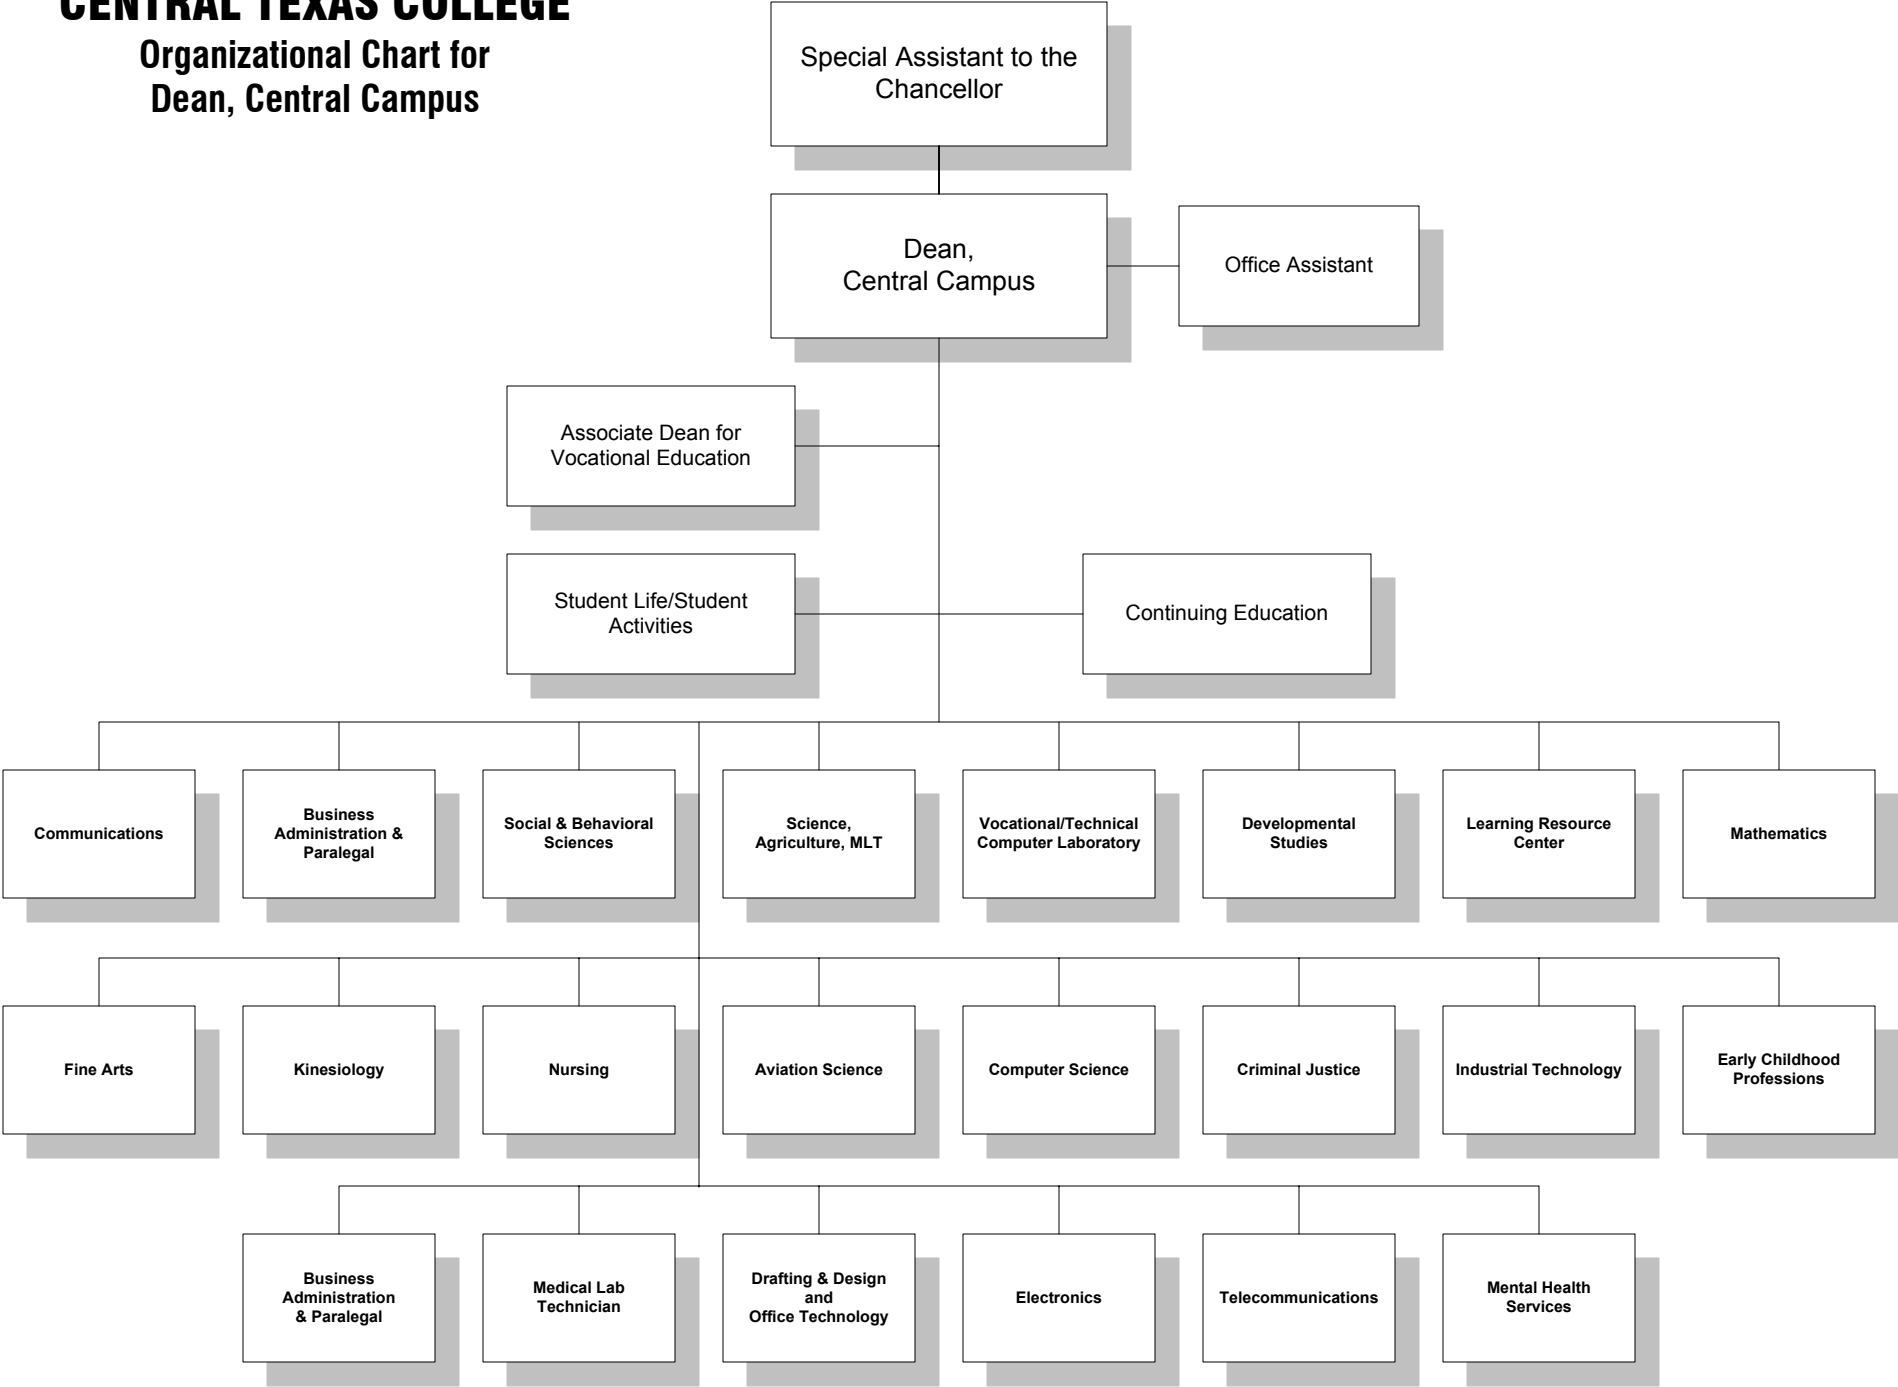 CENTRAL TEXAS COLLEGE
Organizational Chart for
Dean, Central Campus
Special Assistant to the
Chancellor
Dean,
Central Campus
Office Assistant
Associate Dean for
Vocational Education
Student Life/Student
Activities
Continuing Education
Communications
Business
Administration &
Paralegal
Social & Behavioral
Sciences
Science,
Agriculture, MLT
Vocational/Technical
Computer Laboratory
Developmental
Studies
Learning Resource
Center
Mathematics
Fine Arts
Kinesiology
Nursing
Aviation Science
Computer Science
Criminal Justice
Industrial Technology
Early Childhood
Professions
Business
Administration
& Paralegal
Medical Lab
Technician
Drafting & Design
and
Office Technology
Electronics
Telecommunications
Mental Health
Services